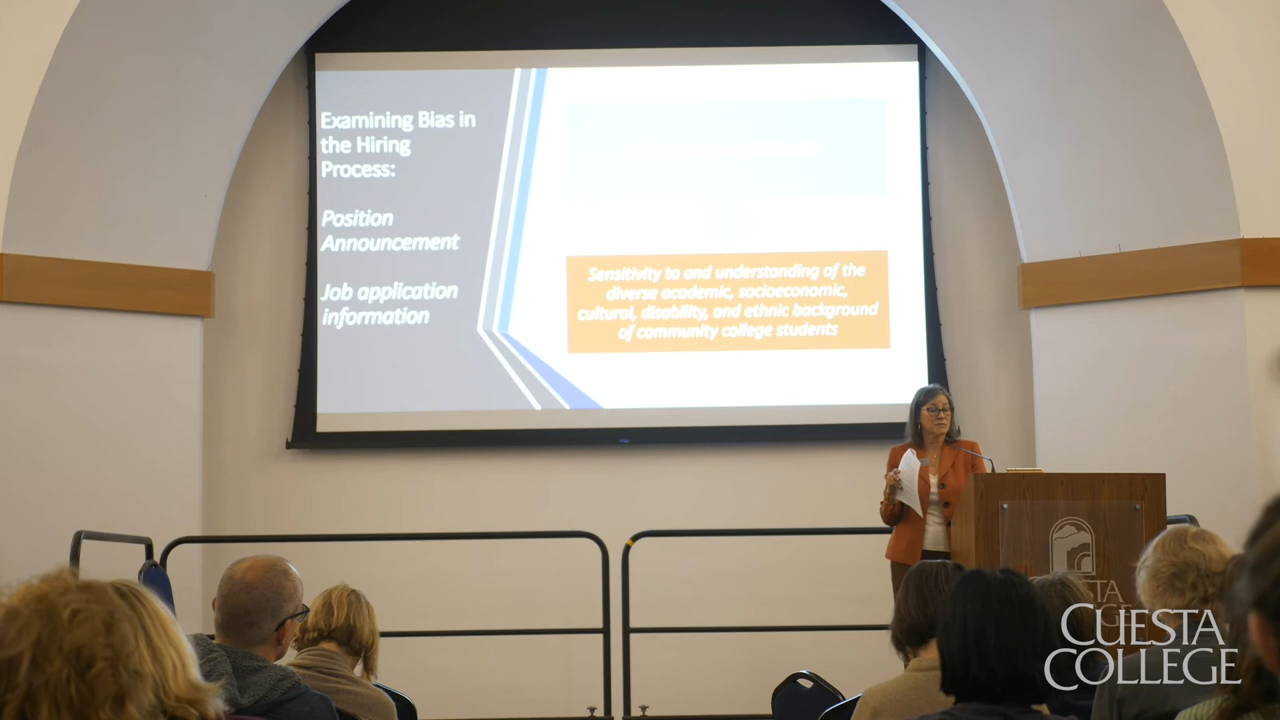 Examining Bias in
the Hiring
Process:
Position
Announcement
Job application
information
Sensitivity to and understanding of the
diverse academic, socioeconomic,
cultural, disability, and ethnic background
of community college students
CUESTA
COLLEGE